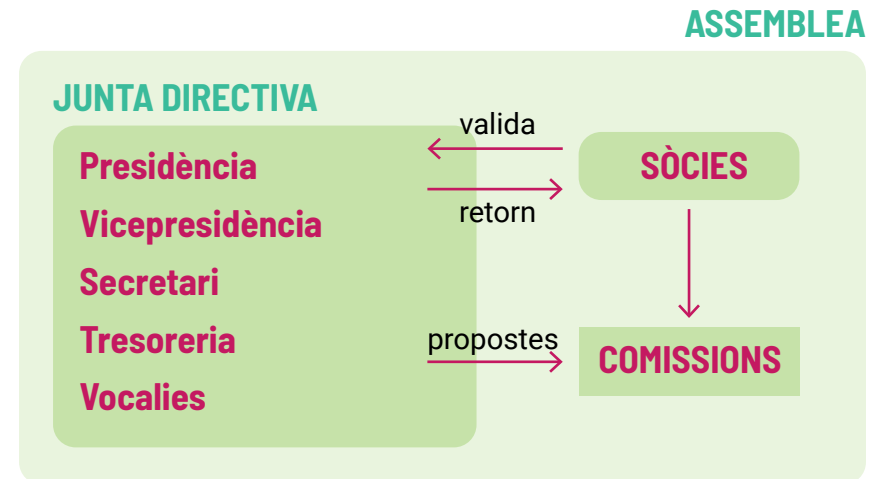 ASSEMBLEA
JUNTA DIRECTIVA
Presidència
Vicepresidència
Secretari
Tresoreria
Vocalies
valida
retorn
propostes
SÒCIES
COMISSIONS